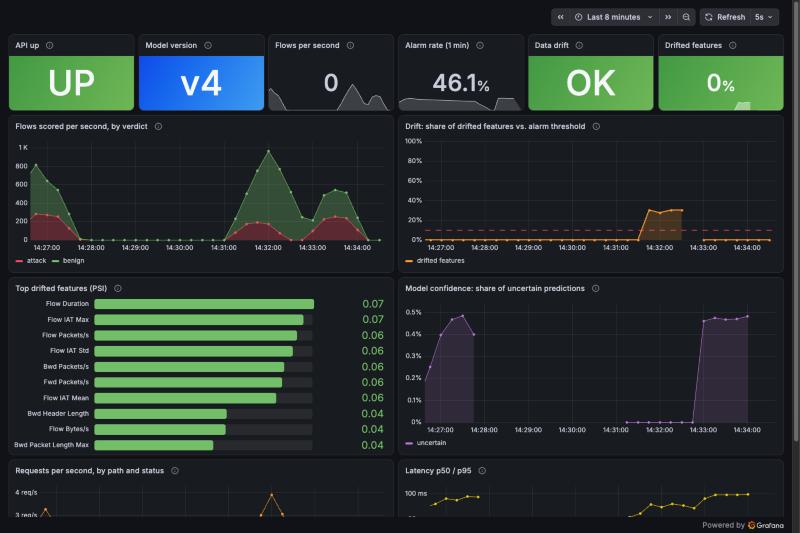 Last 8 minutes
Refresh 5s
API up
Model version
Flows per second
Alarm rate (1 min)
Data drift
Drifted features
UP
v4
0
46.1%
OK
0%
Flows scored per second, by verdict
1 K
800
600
400
200
0
14:27:00 14:28:00 14:29:00 14:30:00 14:31:00 14:32:00 14:33:00 14:34:00
attack benign
Drift: share of drifted features vs. alarm threshold
100%
80%
60%
40%
20%
0%
14:27:00 14:28:00 14:29:00 14:30:00 14:31:00 14:32:00 14:33:00 14:34:00
drifted features
Top drifted features (PSI)
Flow Duration 0.07
Flow IAT Max 0.07
Flow Packets/s 0.06
Flow IAT Std 0.06
Bwd Packets/s 0.06
Fwd Packets/s 0.06
Flow IAT Mean 0.06
Bwd Header Length 0.04
Flow Bytes/s 0.04
Bwd Packet Length Max 0.04
Model confidence: share of uncertain predictions
0.5%
0.4%
0.3%
0.2%
0.1%
0%
14:27:00 14:28:00 14:29:00 14:30:00 14:31:00 14:32:00 14:33:00 14:34:00
uncertain
Requests per second, by path and status
4 req/s
3 req/s
Latency p50 / p95
100 ms
Powered by Grafana